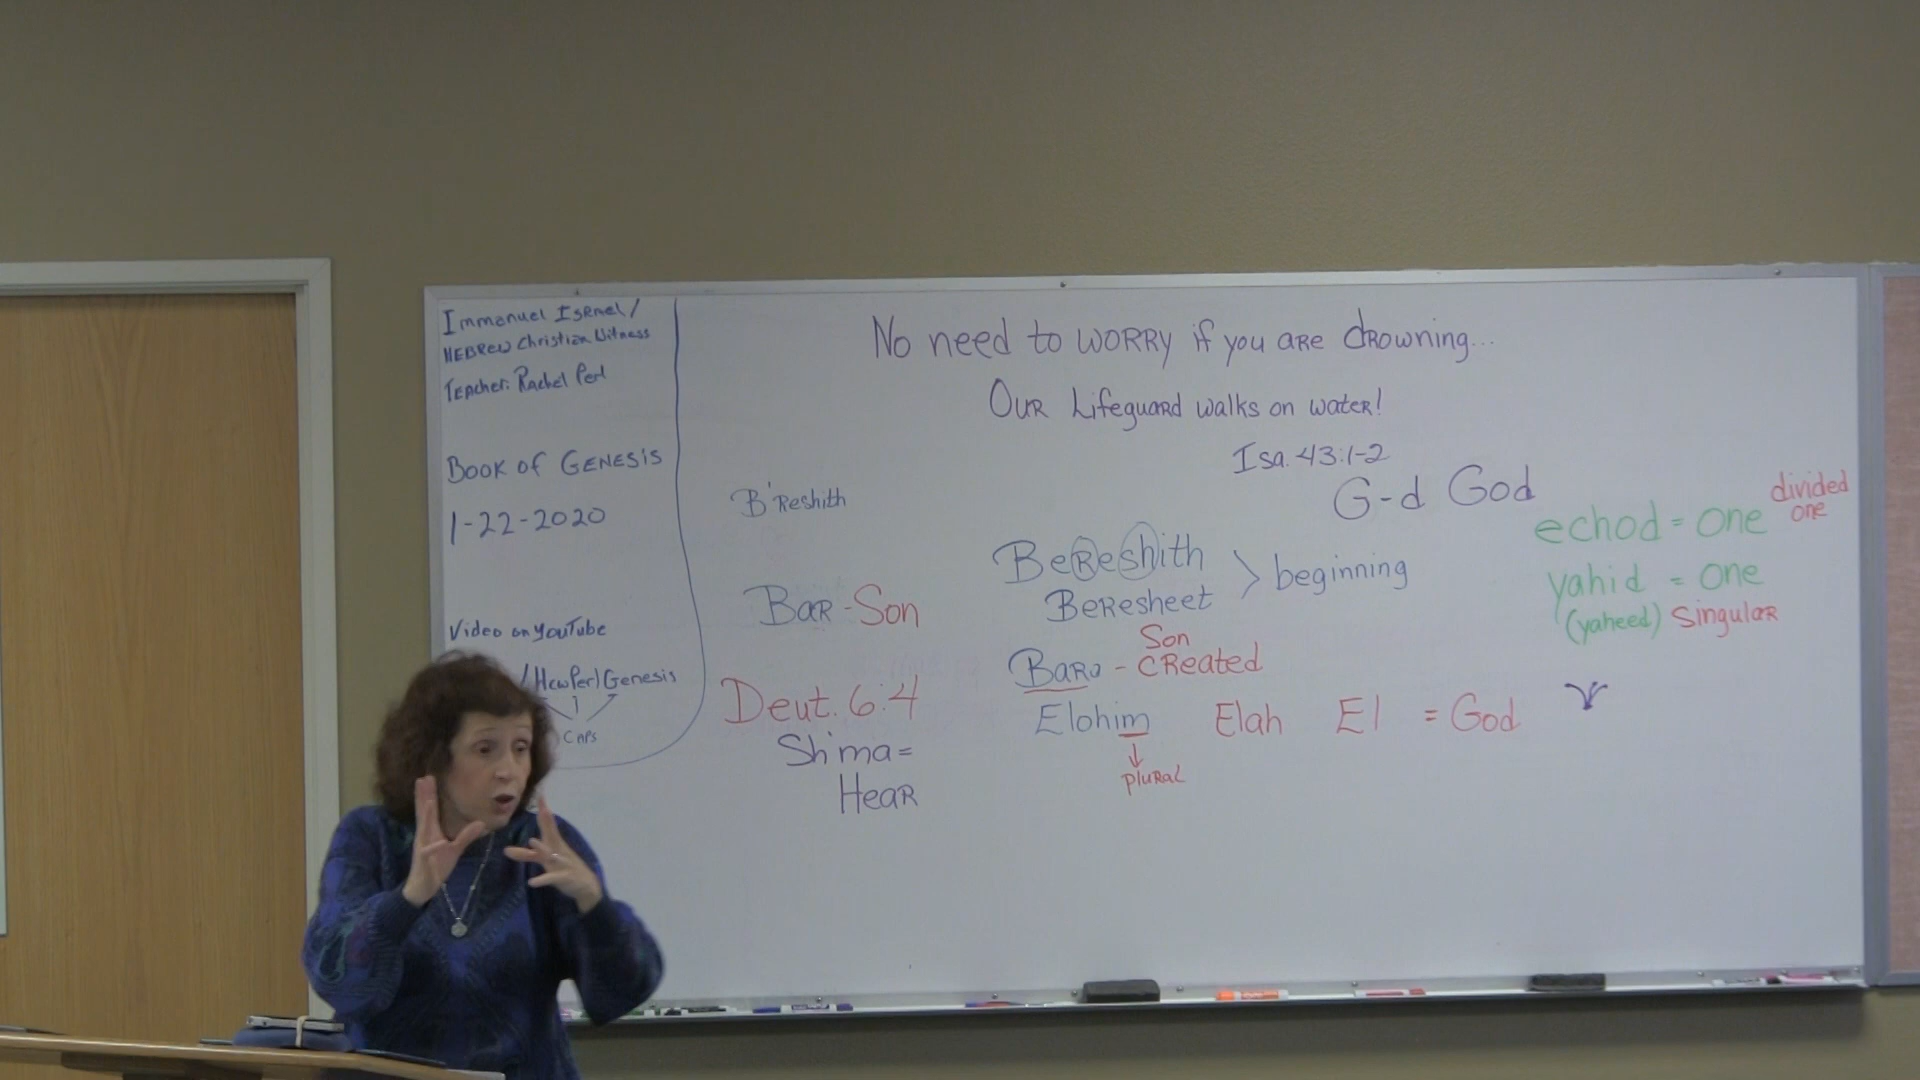 Immanuel Israel/
HEBREW Christian Witness
Teacher: Rachel Perl
BOOK OF GENESIS
1-22-2020
Video on YouTube
Genesis
CAPS
No need to WORRY if you ARE drowning...
OUR Lifeguard walks on water!
Isa. 43:1-2
G-d God
B'Reshith
BeReshith
BeResheet > beginning
BAR - Son
Son
BARU - CReated
Deut. 6:4
Sh'ma =
HeaR
Elohim Elah El = God
pluRaL
echod = one divided one
yahid = one
(yaheed) SingulaR